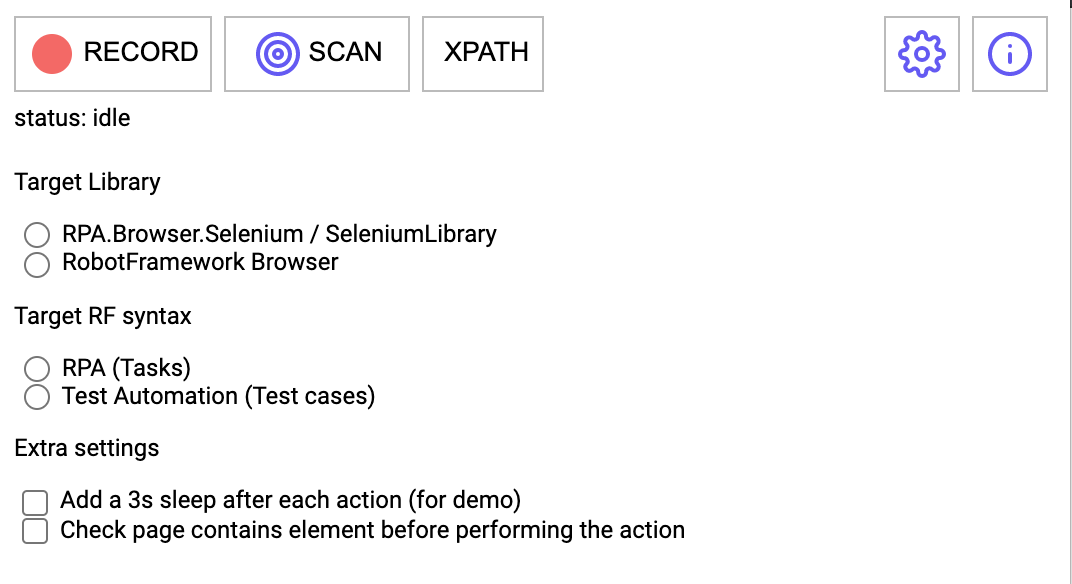 RECORD SCAN XPATH
status: idle
Target Library
RPA.Browser.Selenium / SeleniumLibrary
RobotFramework Browser
Target RF syntax
RPA (Tasks)
Test Automation (Test cases)
Extra settings
Add a 3s sleep after each action (for demo)
Check page contains element before performing the action